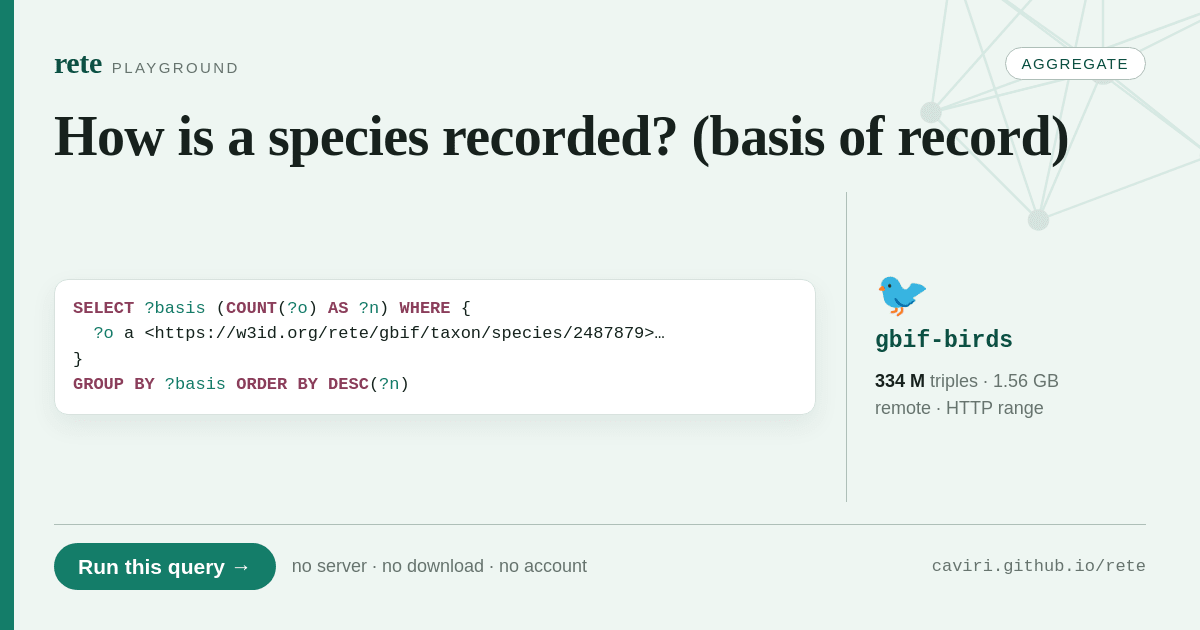 rete PLAYGROUND
AGGREGATE
How is a species recorded? (basis of record)
SELECT ?basis (COUNT(?o) AS ?n) WHERE {
  ?o a <https://w3id.org/rete/gbif/taxon/species/2487879>…
}
GROUP BY ?basis ORDER BY DESC(?n)
gbif-birds
334 M triples · 1.56 GB
remote · HTTP range
Run this query →
no server · no download · no account
caviri.github.io/rete